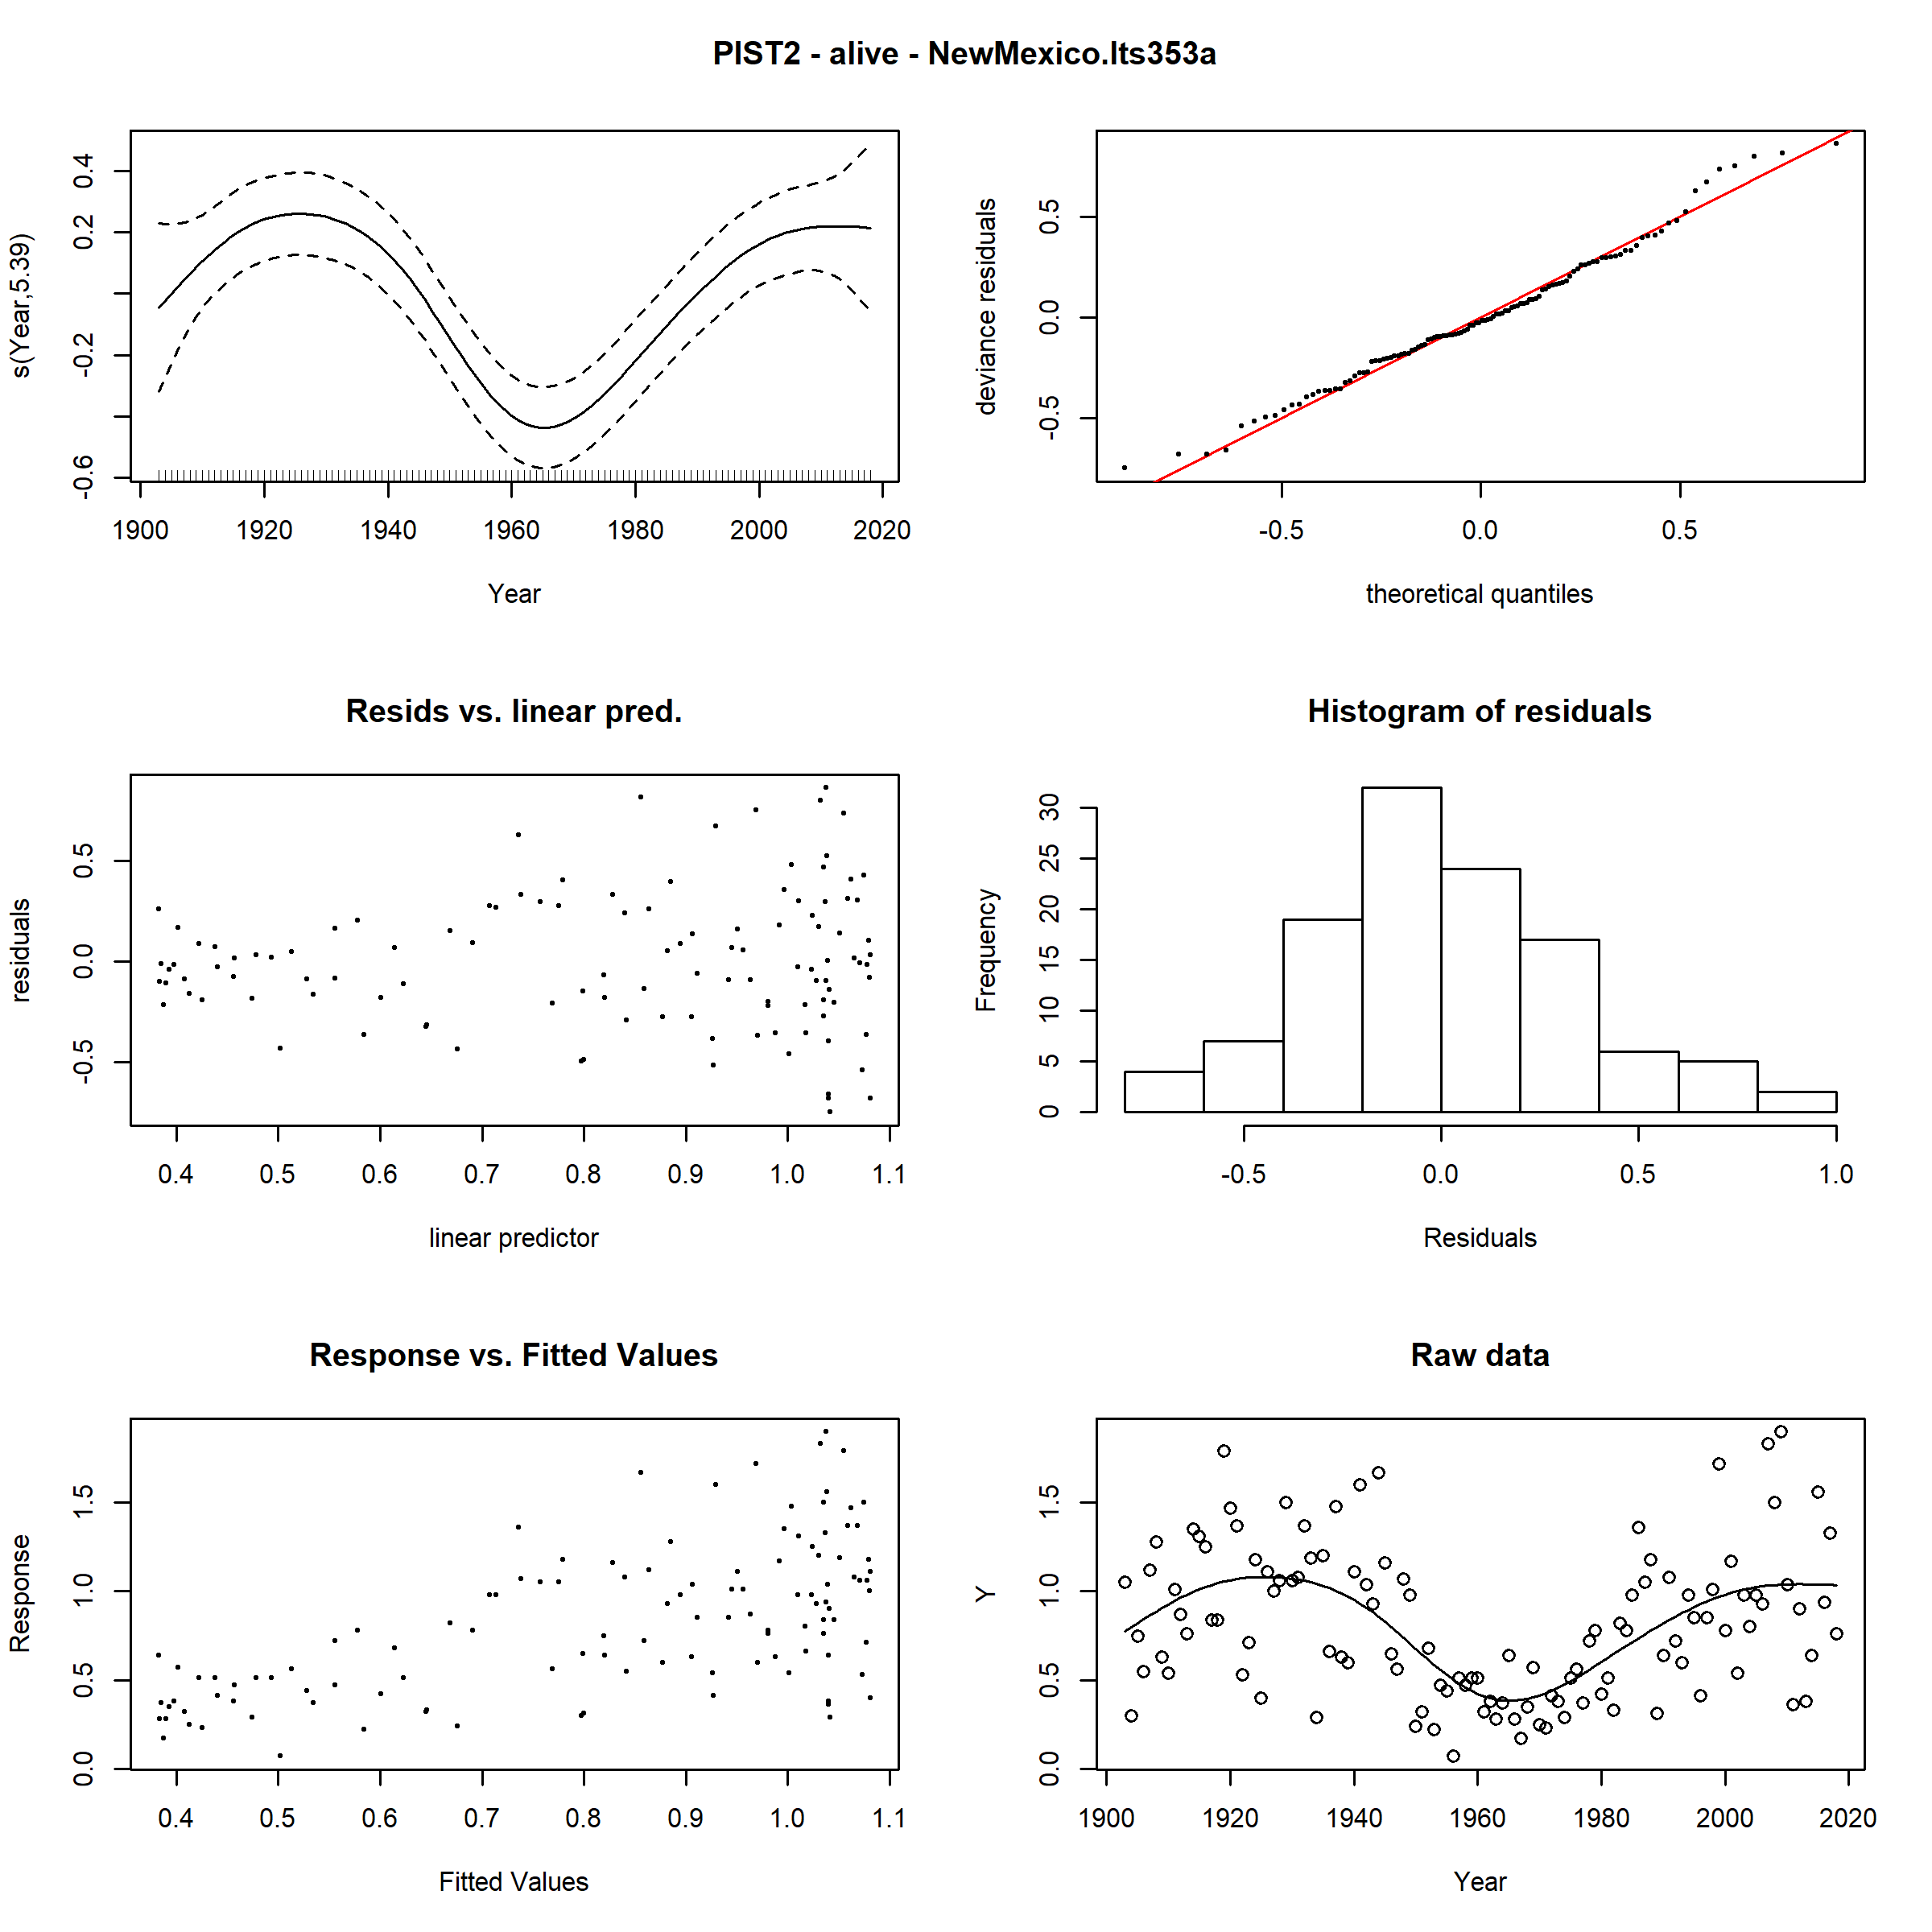 PIST2 - alive - NewMexico.lts353a
s(Year,5.39)
-0.6 -0.2 0.2 0.4
1900 1920 1940 1960 1980 2000 2020
Year
deviance residuals
-0.5 0.0 0.5
-0.5 0.0 0.5
theoretical quantiles
Resids vs. linear pred.
residuals
-0.5 0.0 0.5
0.4 0.5 0.6 0.7 0.8 0.9 1.0 1.1
linear predictor
Histogram of residuals
Frequency
0 5 10 15 20 25 30
-0.5 0.0 0.5 1.0
Residuals
Response vs. Fitted Values
Response
0.0 0.5 1.0 1.5
0.4 0.5 0.6 0.7 0.8 0.9 1.0 1.1
Fitted Values
Raw data
Y
0.0 0.5 1.0 1.5
1900 1920 1940 1960 1980 2000 2020
Year